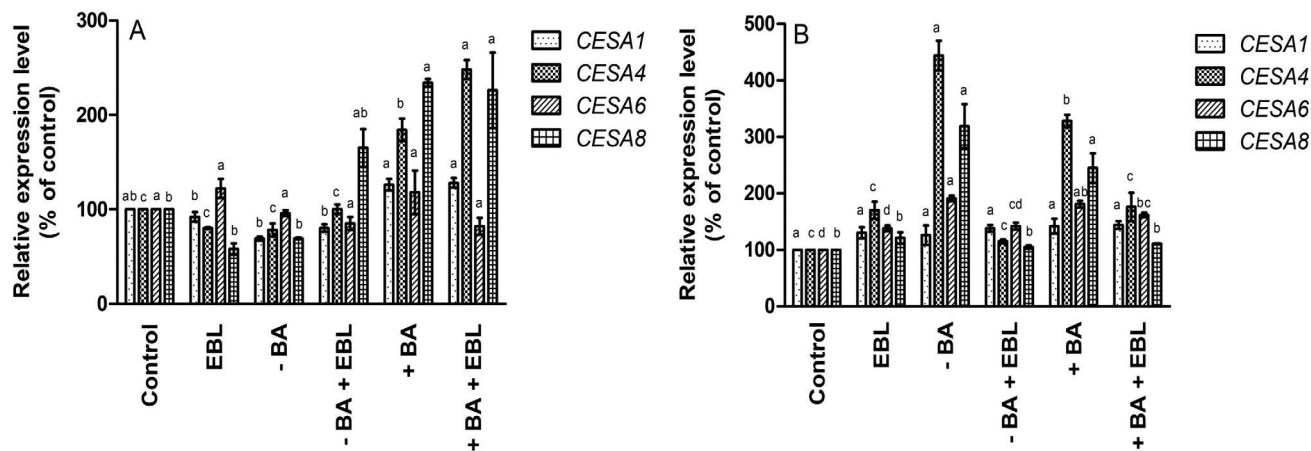 A
Relative expression level
(% of control)
300
200
100
0
ab c a b
b c a b
b c a b
b c a ab
a b a a
a a a a
Control
EBL
- BA
- BA + EBL
+ BA
+ BA + EBL
CESA1
CESA4
CESA6
CESA8
B
Relative expression level
(% of control)
500
400
300
200
100
0
a c d b
a c d b
a a a a
a c cd b
a b ab a
a c bc b
Control
EBL
- BA
- BA + EBL
+ BA
+ BA + EBL
CESA1
CESA4
CESA6
CESA8